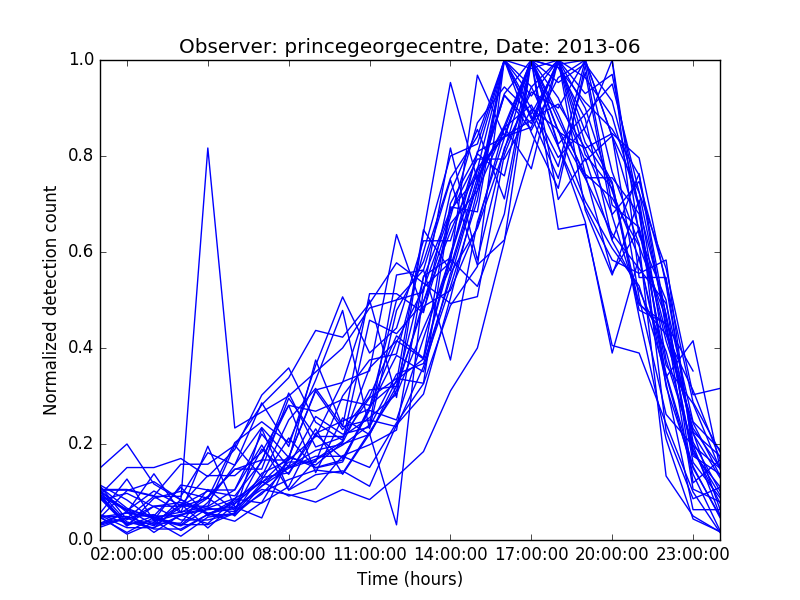 Observer: princegeorgecentre, Date: 2013-06
Normalized detection count
1.0
0.8
0.6
0.4
0.2
0.0
02:00:00 05:00:00 08:00:00 11:00:00 14:00:00 17:00:00 20:00:00 23:00:00
Time (hours)